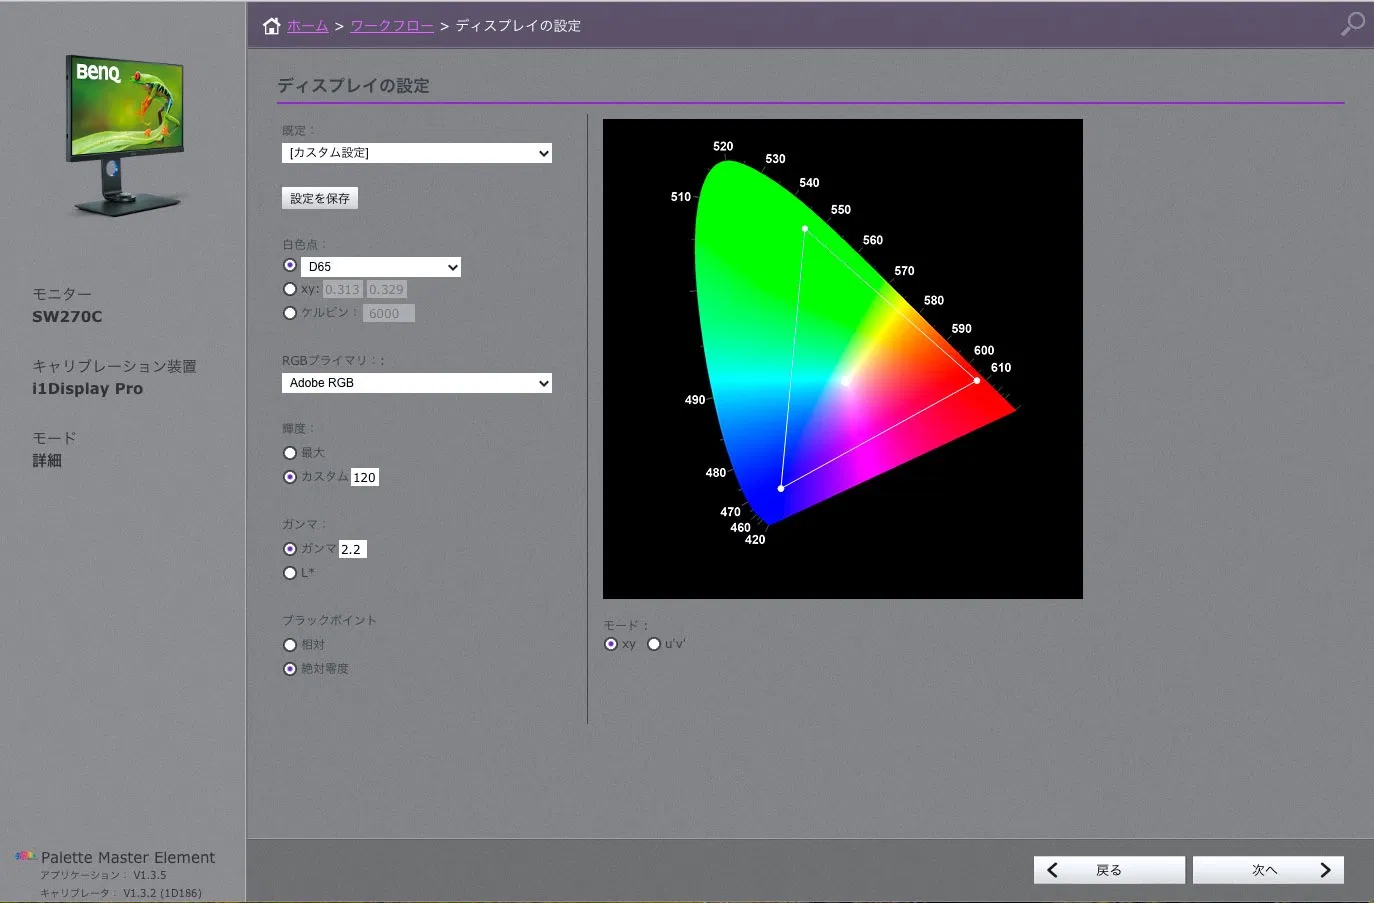 ホーム > ワークフロー > ディスプレイの設定
BenQ
モニター
SW270C
キャリブレーション装置
i1Display Pro
モード
詳細
Palette Master Element
アプリケーション： V1.3.5
キャリブレータ： V1.3.2 (1D186)
ディスプレイの設定
既定：
[カスタム設定]
設定を保存
白色点：
D65
xy: 0.313 0.329
ケルビン： 6000
RGBプライマリ：:
Adobe RGB
輝度：
最大
カスタム 120
ガンマ：
ガンマ 2.2
L*
ブラックポイント
相対
絶対零度
520
530
540
510
550
560
570
580
590
600
610
490
480
470
460
420
モード：
xy u'v'
戻る
次へ